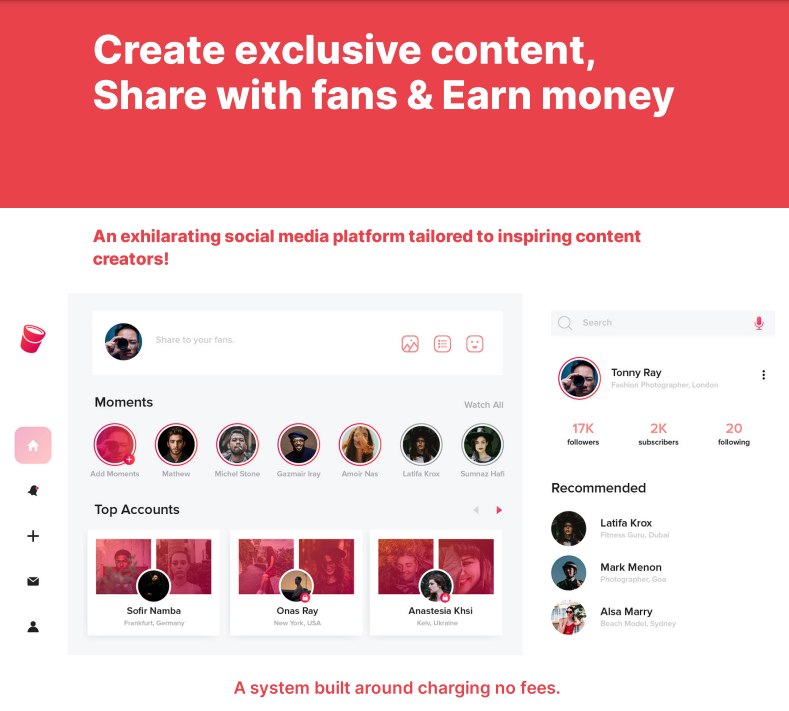 Create exclusive content,
Share with fans & Earn money
An exhilarating social media platform tailored to inspiring content
creators!
Share to your fans.
Search
Tonny Ray
Fashion Photographer, London
17K
2K
20
followers
subscribers
following
Moments
Watch All
Add Moments
Mathew
Michel Stone
Gazmair Iray
Amoir Nas
Latifa Krox
Sumnaz Hafi
Recommended
Latifa Krox
Fitness Guru, Dubai
Mark Menon
Photographer, Goa
Alsa Marry
Beach Model, Sydney
Top Accounts
Sofir Namba
Frankfurt, Germany
Onas Ray
New York, USA
Anastesia Khsi
Keiv, Ukraine
A system built around charging no fees.